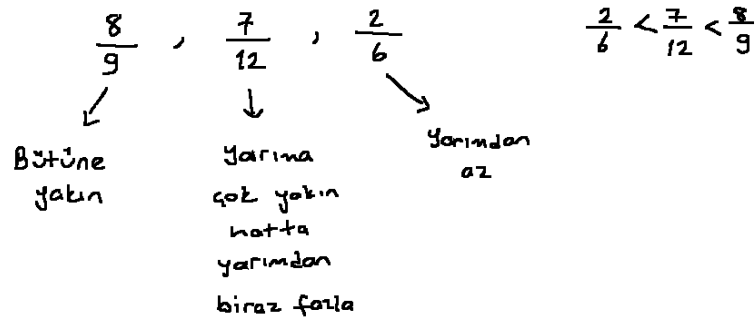 8/9 , 7/12 , 2/6
2/6 < 7/12 < 8/9
Bütüne
yakın
Yarına
çok yakın
hatta
yarımdan
biraz fazla
Yarımdan
az